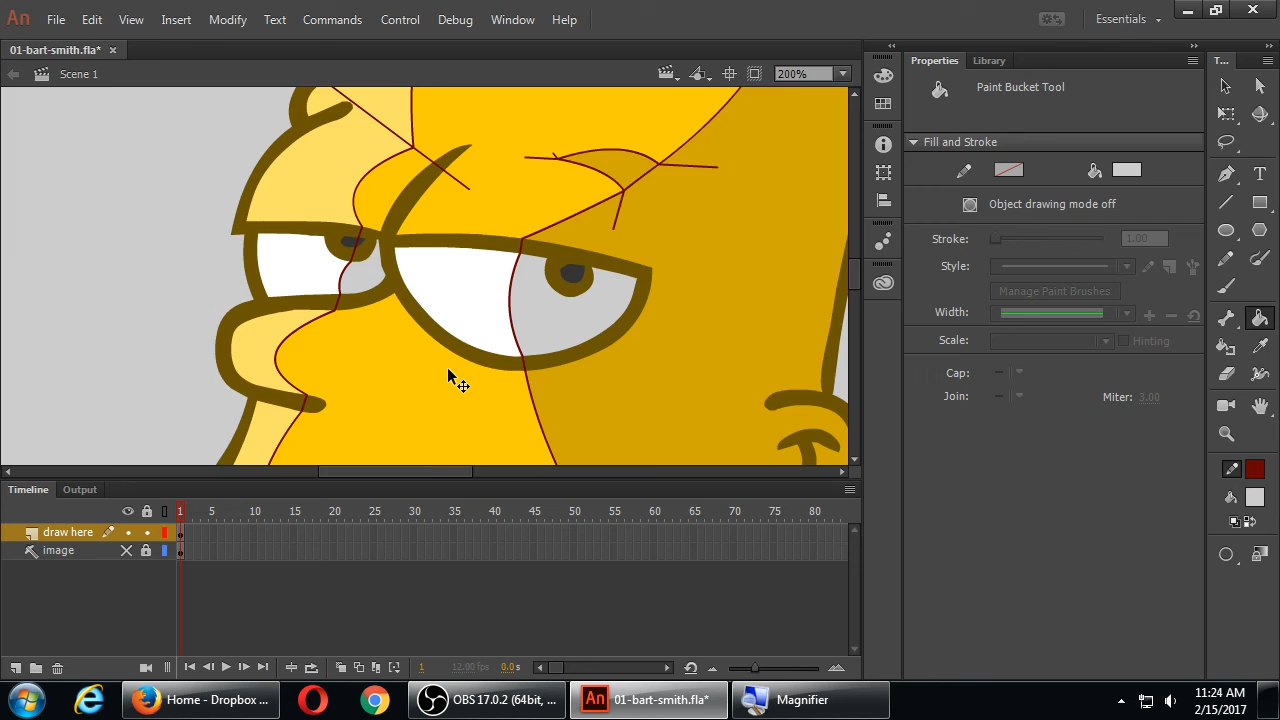 An File Edit View Insert Modify Text Commands Control Debug Window Help Essentials
01-bart-smith.fla* ×
Scene 1 200%
Properties Library T...
Paint Bucket Tool
Fill and Stroke
Object drawing mode off
Stroke: 1.00
Style:
Manage Paint Brushes
Width:
Scale: Hinting
Cap:
Join: Miter: 3.00
Timeline Output
1 5 10 15 20 25 30 35 40 45 50 55 60 65 70 75 80
draw here
image
1 12.00 fps 0.0 s
Home - Dropbox ... OBS 17.0.2 (64bit, ... An 01-bart-smith.fla* Magnifier
11:24 AM
2/15/2017